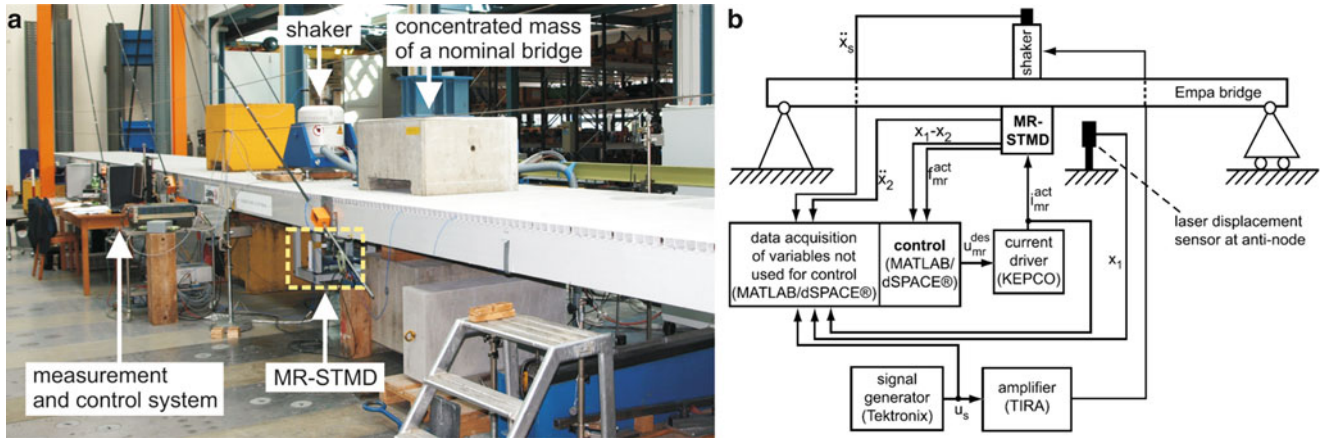 a
shaker
concentrated mass
of a nominal bridge
measurement
and control system
MR-STMD
b
ẍs
shaker
Empa bridge
MR-
STMD
x1-x2
f mr act
ẍ2
i mr act
laser displacement
sensor at anti-node
data acquisition
of variables not
used for control
(MATLAB/dSPACE®)
control
(MATLAB/
dSPACE®)
u mr des
current
driver
(KEPCO)
x1
signal
generator
(Tektronix)
us
amplifier
(TIRA)